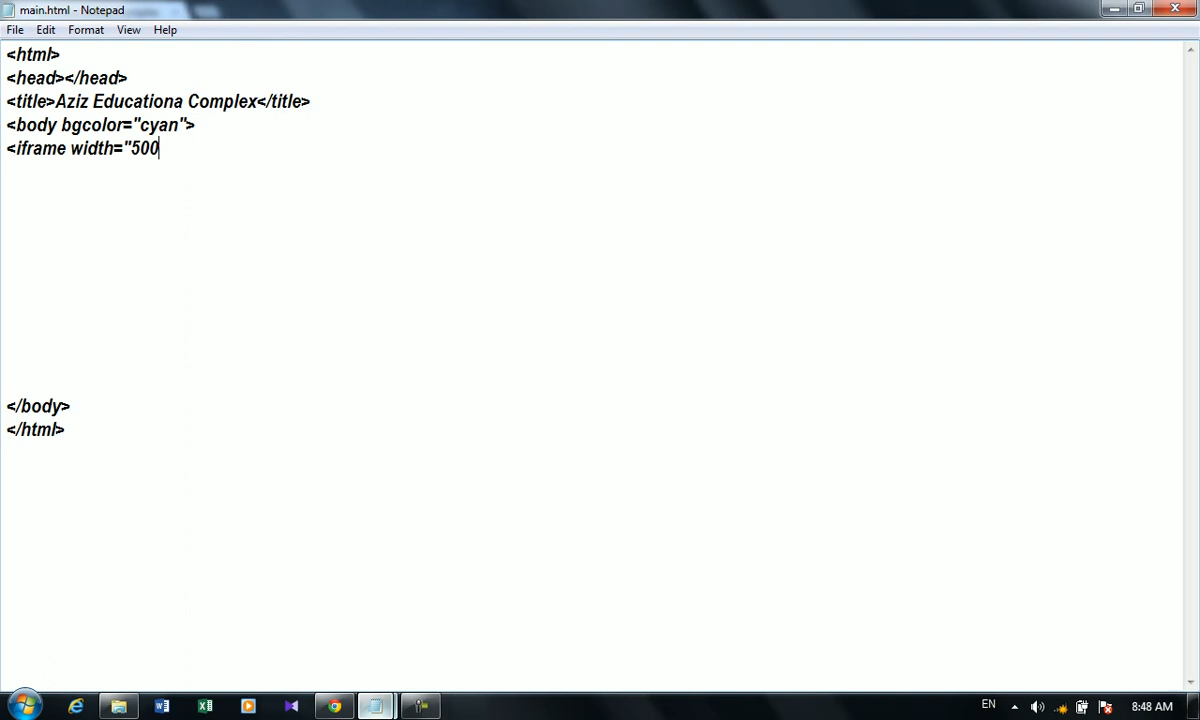 main.html - Notepad
File Edit Format View Help
<html>
<head></head>
<title>Aziz Educationa Complex</title>
<body bgcolor="cyan">
<iframe width="500
</body>
</html>
EN 8:48 AM